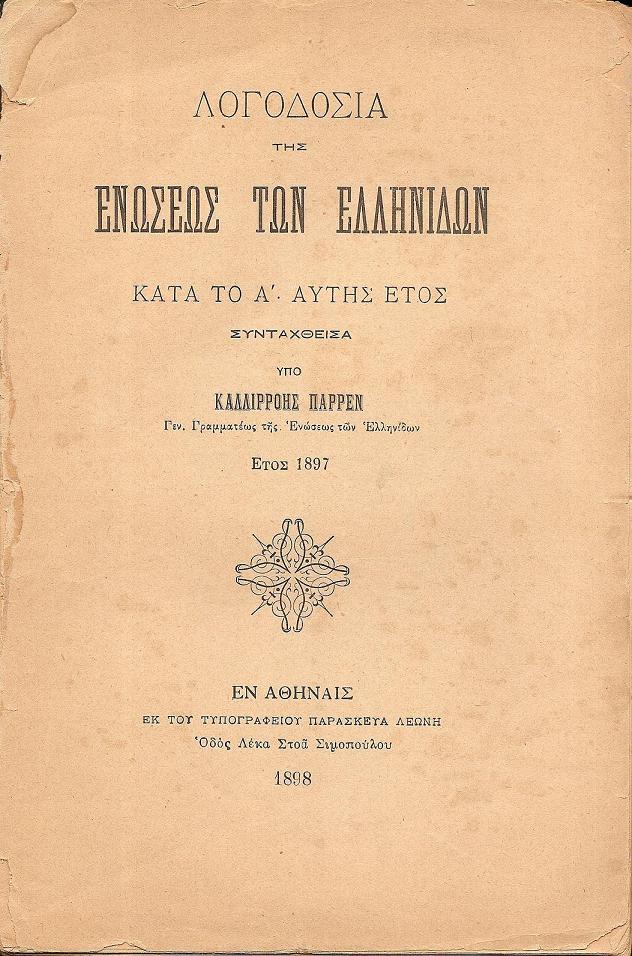 ΛΟΓΟΔΟΣΙΑ
ΤΗΣ
ΕΝΩΣΕΩΣ ΤΩΝ ΕΛΛΗΝΙΔΩΝ
ΚΑΤΑ ΤΟ Α΄. ΑΥΤΗΣ ΕΤΟΣ
ΣΥΝΤΑΧΘΕΙΣΑ
ΥΠΟ
ΚΑΛΛΙΡΡΟΗΣ ΠΑΡΡΕΝ
Γεν. Γραμματέως τῆς Ἑνώσεως τῶν Ἑλληνίδων
ΕΤΟΣ 1897
ΕΝ ΑΘΗΝΑΙΣ
ΕΚ ΤΟΥ ΤΥΠΟΓΡΑΦΕΙΟΥ ΠΑΡΑΣΚΕΥΑ ΛΕΩΝΗ
Ὁδὸς Λέκα Στοᾶ Σιμοπούλου
1898